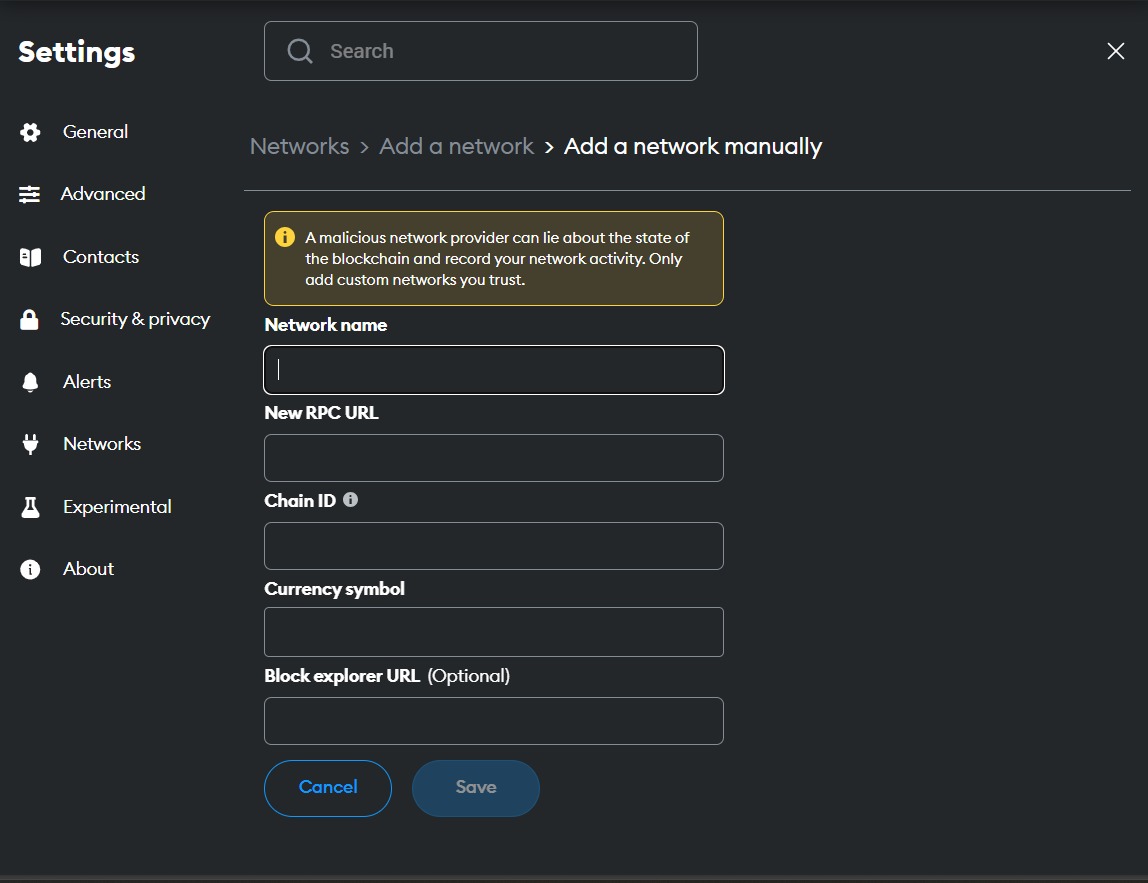 Settings
Search
General
Advanced
Contacts
Security & privacy
Alerts
Networks
Experimental
About
Networks > Add a network > Add a network manually
A malicious network provider can lie about the state of
the blockchain and record your network activity. Only
add custom networks you trust.
Network name
New RPC URL
Chain ID
Currency symbol
Block explorer URL (Optional)
Cancel
Save